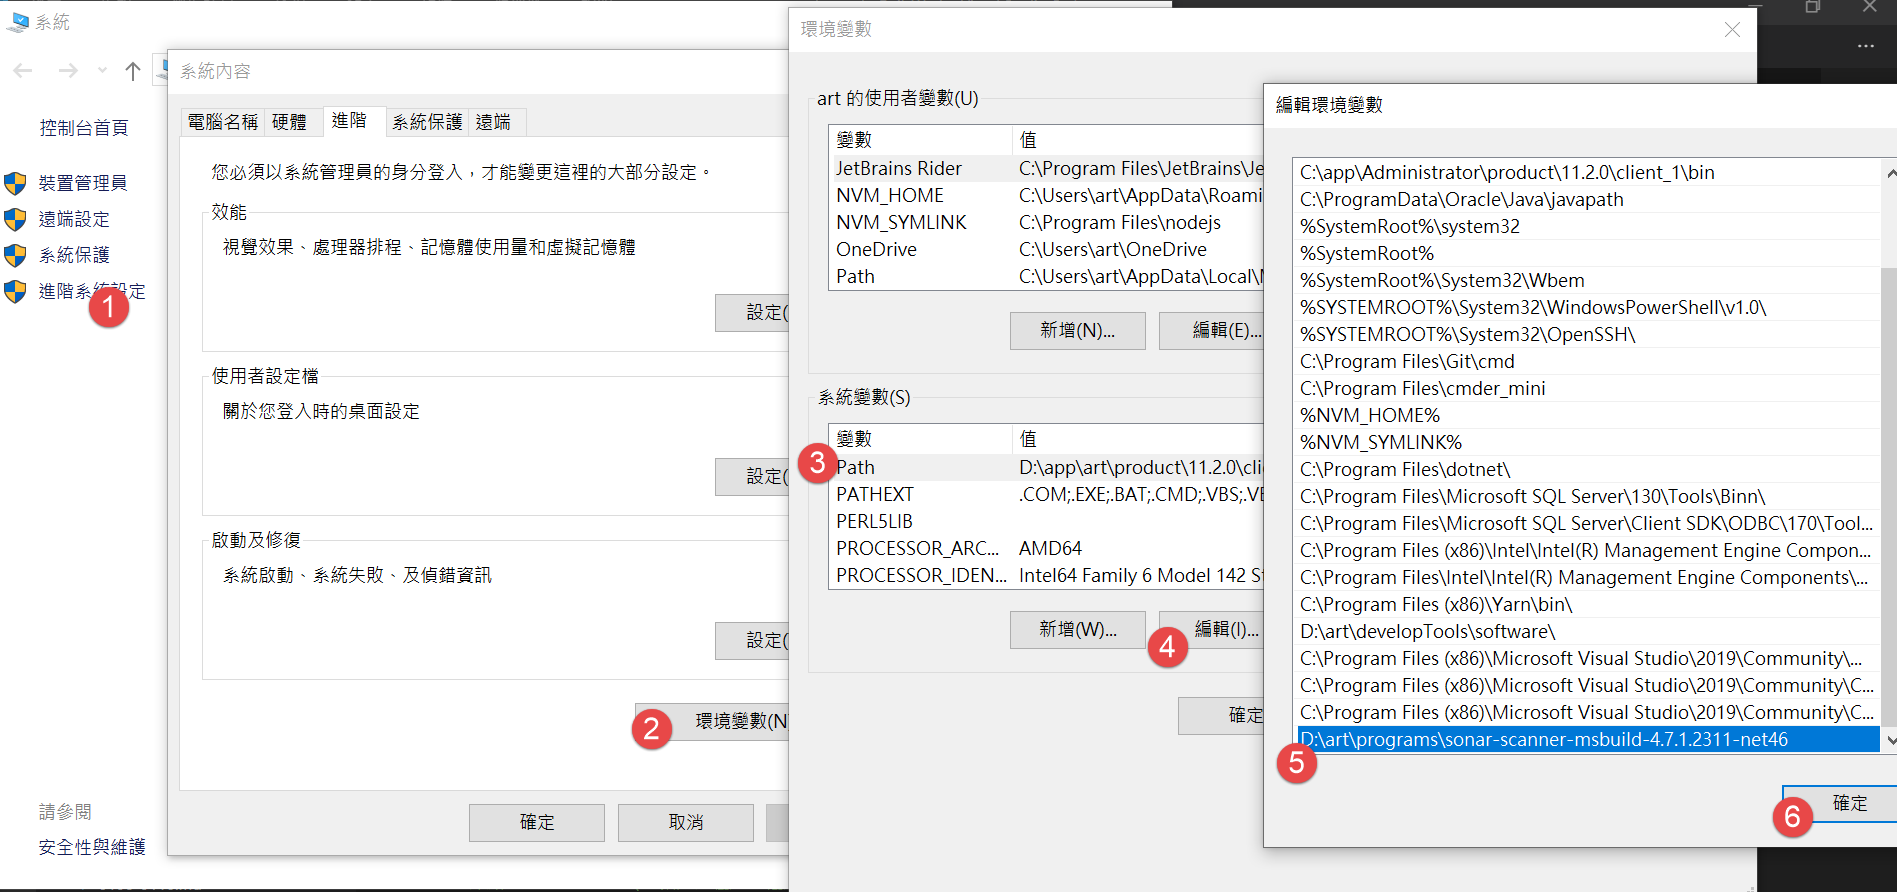 系統
控制台首頁
裝置管理員
遠端設定
系統保護
進階系統設定
1
請參閱
安全性與維護
系統內容
電腦名稱
硬體
進階
系統保護
遠端
您必須以系統管理員的身分登入，才能變更這裡的大部分設定。
效能
視覺效果、處理器排程、記憶體使用量和虛擬記憶體
設定(
使用者設定檔
關於您登入時的桌面設定
設定(
啟動及修復
系統啟動、系統失敗、及偵錯資訊
設定(
2
環境變數(N
確定
取消
環境變數
art 的使用者變數(U)
變數 值
JetBrains Rider C:\Program Files\JetBrains\Je
NVM_HOME C:\Users\art\AppData\Roami
NVM_SYMLINK C:\Program Files\nodejs
OneDrive C:\Users\art\OneDrive
Path C:\Users\art\AppData\Local\
新增(N)...
編輯(E)...
系統變數(S)
變數 值
3
Path D:\app\art\product\11.2.0\cli
PATHEXT .COM;.EXE;.BAT;.CMD;.VBS;.VE
PERL5LIB
PROCESSOR_ARC... AMD64
PROCESSOR_IDEN... Intel64 Family 6 Model 142 St
新增(W)...
4
編輯(I)...
確定
編輯環境變數
C:\app\Administrator\product\11.2.0\client_1\bin
C:\ProgramData\Oracle\Java\javapath
%SystemRoot%\system32
%SystemRoot%
%SystemRoot%\System32\Wbem
%SYSTEMROOT%\System32\WindowsPowerShell\v1.0\
%SYSTEMROOT%\System32\OpenSSH\
C:\Program Files\Git\cmd
C:\Program Files\cmder_mini
%NVM_HOME%
%NVM_SYMLINK%
C:\Program Files\dotnet\
C:\Program Files\Microsoft SQL Server\130\Tools\Binn\
C:\Program Files\Microsoft SQL Server\Client SDK\ODBC\170\Tool...
C:\Program Files (x86)\Intel\Intel(R) Management Engine Compon...
C:\Program Files\Intel\Intel(R) Management Engine Components\...
C:\Program Files (x86)\Yarn\bin\
D:\art\developTools\software\
C:\Program Files (x86)\Microsoft Visual Studio\2019\Community\...
C:\Program Files (x86)\Microsoft Visual Studio\2019\Community\C...
C:\Program Files (x86)\Microsoft Visual Studio\2019\Community\C...
D:\art\programs\sonar-scanner-msbuild-4.7.1.2311-net46
5
6
確定